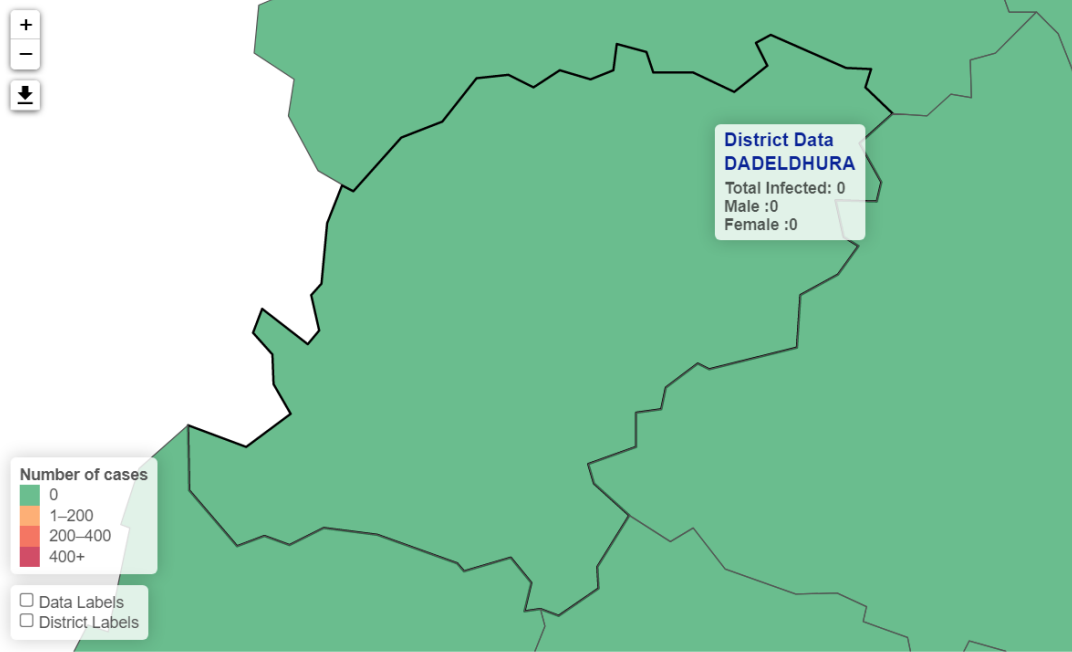 +
−
District Data
DADELDHURA
Total Infected: 0
Male :0
Female :0
Number of cases
0
1–200
200–400
400+
Data Labels
District Labels